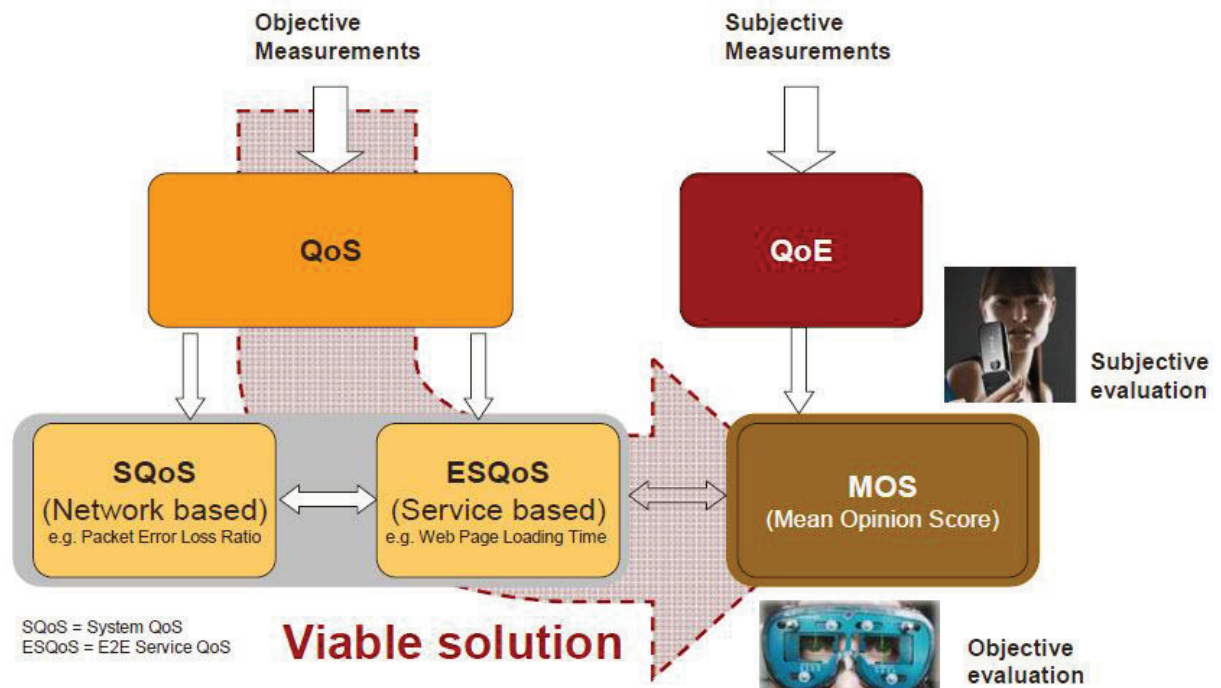 Objective
Measurements
Subjective
Measurements
QoS
QoE
Subjective
evaluation
SQoS
(Network based)
e.g. Packet Error Loss Ratio
ESQoS
(Service based)
e.g. Web Page Loading Time
MOS
(Mean Opinion Score)
SQoS = System QoS
ESQoS = E2E Service QoS
Viable solution
Objective
evaluation